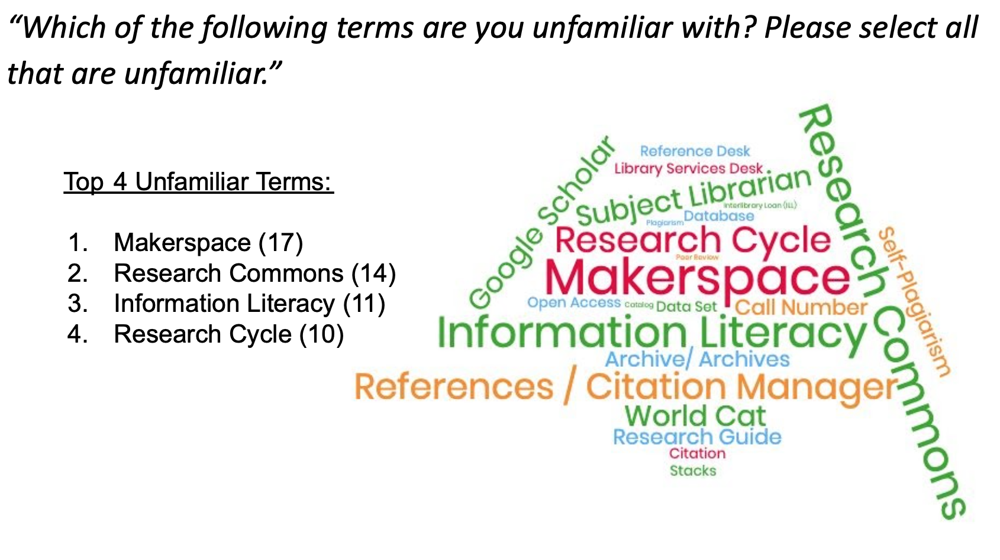 “Which of the following terms are you unfamiliar with? Please select all
that are unfamiliar.”
Top 4 Unfamiliar Terms:
1. Makerspace (17)
2. Research Commons (14)
3. Information Literacy (11)
4. Research Cycle (10)
Research Commons
Google Scholar
Reference Desk
Library Services Desk
Subject Librarian
Interlibrary Loan (ILL)
Database
Plagiarism
Research Cycle
Self-Plagiarism
Peer Review
Makerspace
Open Access
Catalog
Data Set
Call Number
Information Literacy
Archive/ Archives
References / Citation Manager
World Cat
Research Guide
Citation
Stacks